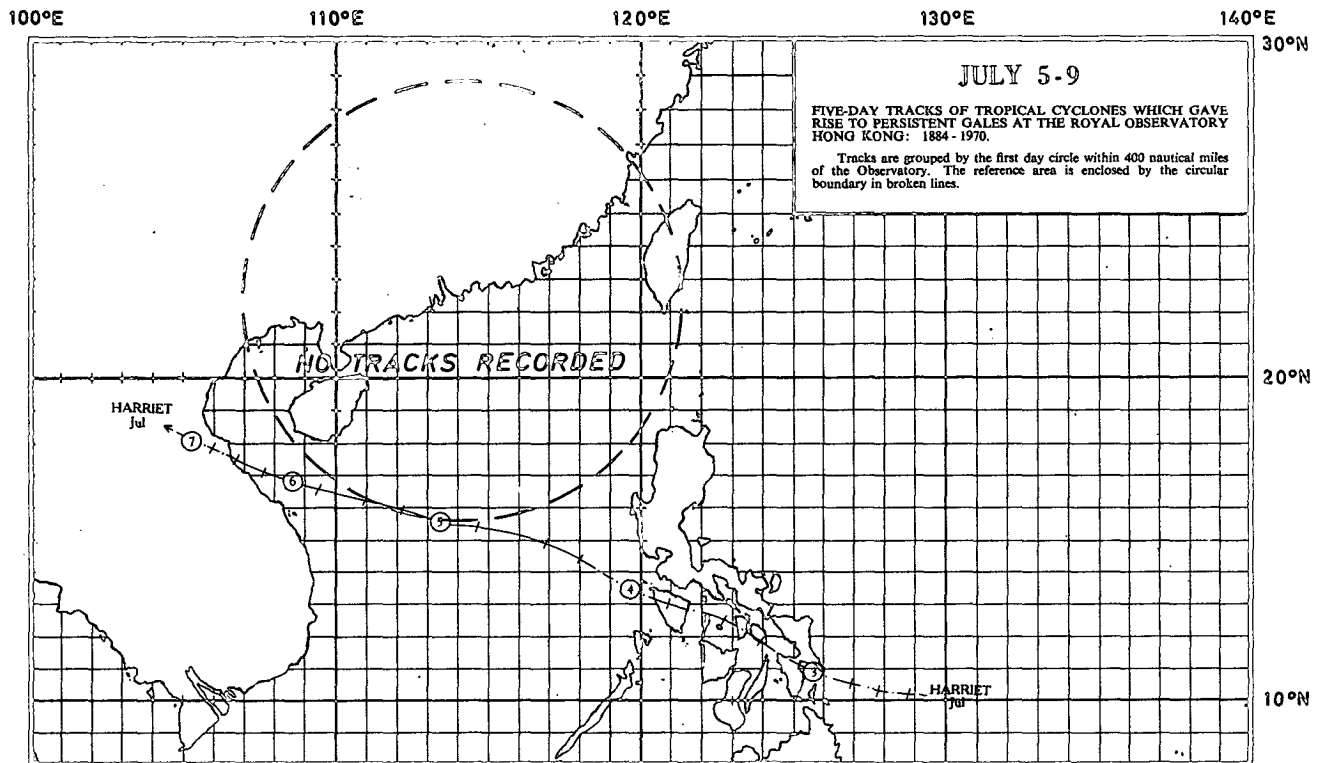 100°E 110°E 120°E 130°E 140°E
30°N
JULY 5-9
FIVE-DAY TRACKS OF TROPICAL CYCLONES WHICH GAVE
RISE TO PERSISTENT GALES AT THE ROYAL OBSERVATORY
HONG KONG: 1884 - 1970.
Tracks are grouped by the first day circle within 400 nautical miles
of the Observatory. The reference area is enclosed by the circular
boundary in broken lines.
NO TRACKS RECORDED
20°N
HARRIET
Jul
7
6
5
4
3
HARRIET
Jul
10°N